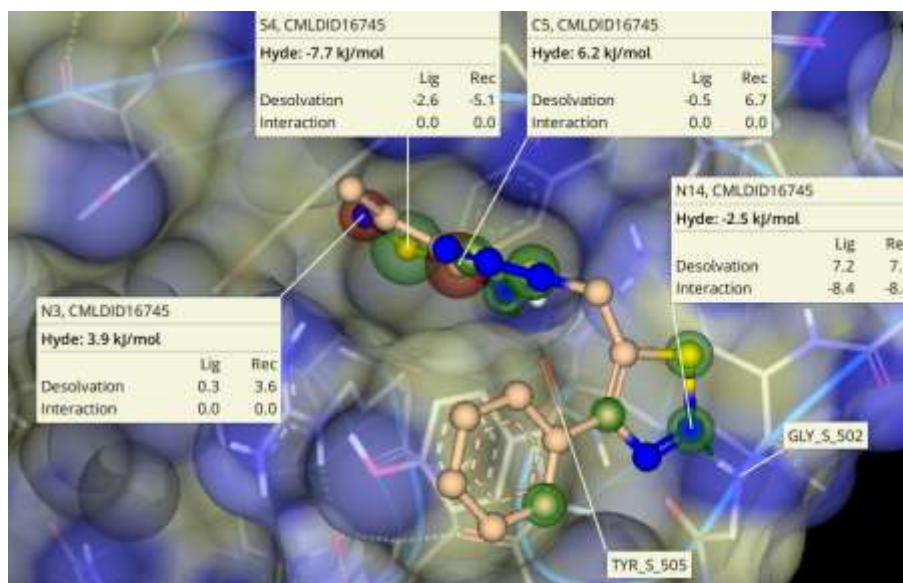 S4, CMLDID16745
Hyde: -7.7 kJ/mol
Lig Rec
Desolvation -2.6 -5.1
Interaction 0.0 0.0
C5, CMLDID16745
Hyde: 6.2 kJ/mol
Lig Rec
Desolvation -0.5 6.7
Interaction 0.0 0.0
N14, CMLDID16745
Hyde: -2.5 kJ/mol
Lig Re
Desolvation 7.2 7.
Interaction -8.4 -8.
N3, CMLDID16745
Hyde: 3.9 kJ/mol
Lig Rec
Desolvation 0.3 3.6
Interaction 0.0 0.0
GLY_S_502
TYR_S_505